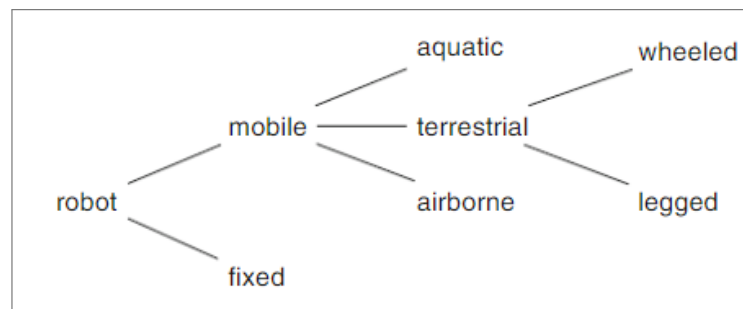 aquatic
wheeled
mobile
terrestrial
robot
airborne
legged
fixed